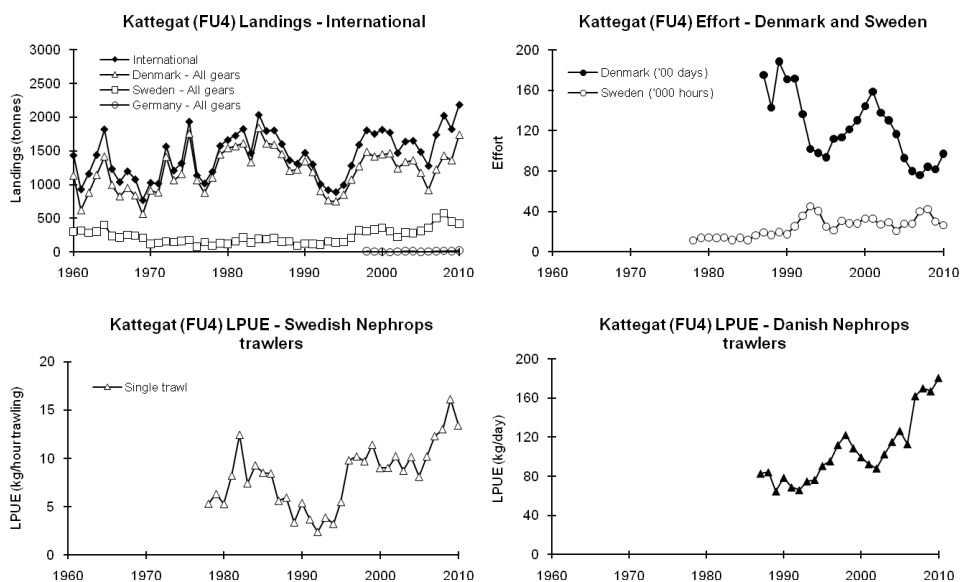 Kattegat (FU4) Landings - International
3000
2500
2000
1500
1000
500
0
Landings (tonnes)
International
Denmark - All gears
Sweden - All gears
Germany - All gears
1960 1970 1980 1990 2000 2010
Kattegat (FU4) Effort - Denmark and Sweden
200
160
120
80
40
0
Effort
Denmark ('00 days)
Sweden ('000 hours)
1960 1970 1980 1990 2000 2010
Kattegat (FU4) LPUE - Swedish Nephrops
trawlers
20
15
10
5
0
LPUE (kg/hour trawling)
Single trawl
1960 1970 1980 1990 2000 2010
Kattegat (FU4) LPUE - Danish Nephrops
trawlers
200
160
120
80
40
0
LPUE (kg/day)
1960 1970 1980 1990 2000 2010